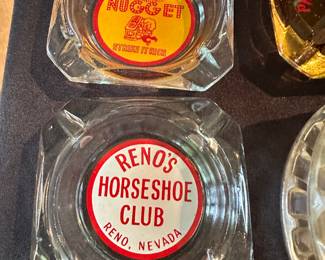 NUGGET
STRIKE IT RICH
RENO'S
HORSESHOE
CLUB
RENO, NEVADA